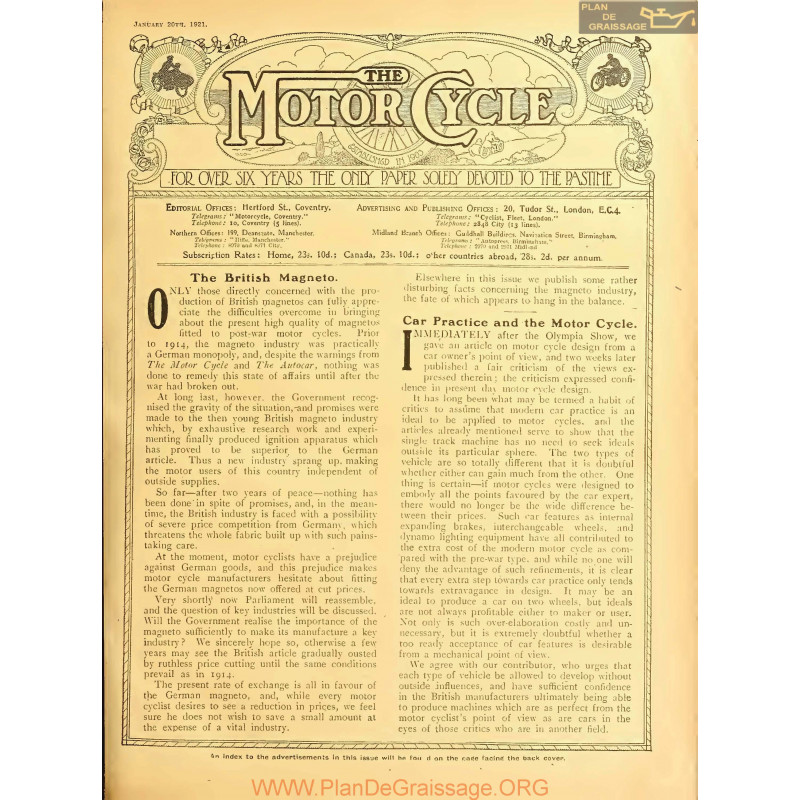 January 20th, 1921.
PLAN
DE
GRAISSAGE
THE
MOTOR CYCLE
ESTABLISHED IN 1903
FOR OVER SIX YEARS THE ONLY PAPER SOLELY DEVOTED TO THE PASTIME
Editorial Offices: Hertford St., Coventry.
Telegrams: "Motorcycle, Coventry."
Telephone: 10, Coventry (5 lines).
Advertising and Publishing Offices: 20, Tudor St., London, E.C.4.
Telegrams: "Cyclist, Fleet, London."
Telephone: 2848 City (13 lines).
Northern Offices: 199, Deansgate, Manchester.
Telegrams: "Iliffe, Manchester."
Telephone: 8970 and 8971 City.
Midland Branch Offices: Guildhall Buildings, Navigation Street, Birmingham.
Telegrams: "Autopress, Birmingham."
Telephone: 2970 and 2971 Midland
Subscription Rates: Home, 23s. 10d.; Canada, 23s. 10d.; other countries abroad, 28s. 2d. per annum.
The British Magneto.
ONLY those directly concerned with the pro-
duction of British magnetos can fully appre-
ciate the difficulties overcome in bringing
about the present high quality of magnetos
fitted to post-war motor cycles. Prior
to 1914, the magneto industry was practically
a German monopoly, and, despite the warnings from
The Motor Cycle and The Autocar, nothing was
done to remedy this state of affairs until after the
war had broken out.
At long last, however, the Government recog-
nised the gravity of the situation, and promises were
made to the then young British magneto industry
which, by exhaustive research work and experi-
menting finally produced ignition apparatus which
has proved to be superior to the German
article. Thus a new industry sprang up, making
the motor users of this country independent of
outside supplies.
So far—after two years of peace—nothing has
been done in spite of promises, and, in the mean-
time, the British industry is faced with a possibility
of severe price competition from Germany, which
threatens the whole fabric built up with such pains-
taking care.
At the moment, motor cyclists have a prejudice
against German goods, and this prejudice makes
motor cycle manufacturers hesitate about fitting
the German magnetos now offered at cut prices.
Very shortly now Parliament will reassemble,
and the question of key industries will be discussed.
Will the Government realise the importance of the
magneto sufficiently to make its manufacture a key
industry? We sincerely hope so, otherwise a few
years may see the British article gradually ousted
by ruthless price cutting until the same conditions
prevail as in 1914.
The present rate of exchange is all in favour of
the German magneto, and, while every motor
cyclist desires to see a reduction in prices, we feel
sure he does not wish to save a small amount at
the expense of a vital industry.
Elsewhere in this issue we publish some rather
disturbing facts concerning the magneto industry,
the fate of which appears to hang in the balance.
Car Practice and the Motor Cycle.
IMMEDIATELY after the Olympia Show, we
gave an article on motor cycle design from a
car owner's point of view, and two weeks later
published a fair criticism of the views ex-
pressed therein; the criticism expressed confi-
dence in present day motor cycle design.
It has long been what may be termed a habit of
critics to assume that modern car practice is an
ideal to be applied to motor cycles, and the
articles already mentioned serve to show that the
single track machine has no need to seek ideals
outside its particular sphere. The two types of
vehicle are so totally different that it is doubtful
whether either can gain much from the other. One
thing is certain—if motor cycles were designed to
embody all the points favoured by the car expert,
there would no longer be the wide difference be-
tween their prices. Such car features as internal
expanding brakes, interchangeable wheels, and
dynamo lighting equipment have all contributed to
the extra cost of the modern motor cycle as com-
pared with the pre-war type, and while no one will
deny the advantage of such refinements, it is clear
that every extra step towards car practice only tends
towards extravagance in design. It may be an
ideal to produce a car on two wheels, but ideals
are not always profitable either to maker or user.
Not only is such over-elaboration costly and un-
necessary, but it is extremely doubtful whether a
too ready acceptance of car features is desirable
from a mechanical point of view.
We agree with our contributor, who urges that
each type of vehicle be allowed to develop without
outside influences, and have sufficient confidence
in the British manufacturers ultimately being able
to produce machines which are as perfect from the
motor cyclist's point of view as are cars in the
eyes of those critics who are in another field.
An index to the advertisements in this issue will be found on the page facing the back cover.
www.PlanDeGraissage.ORG